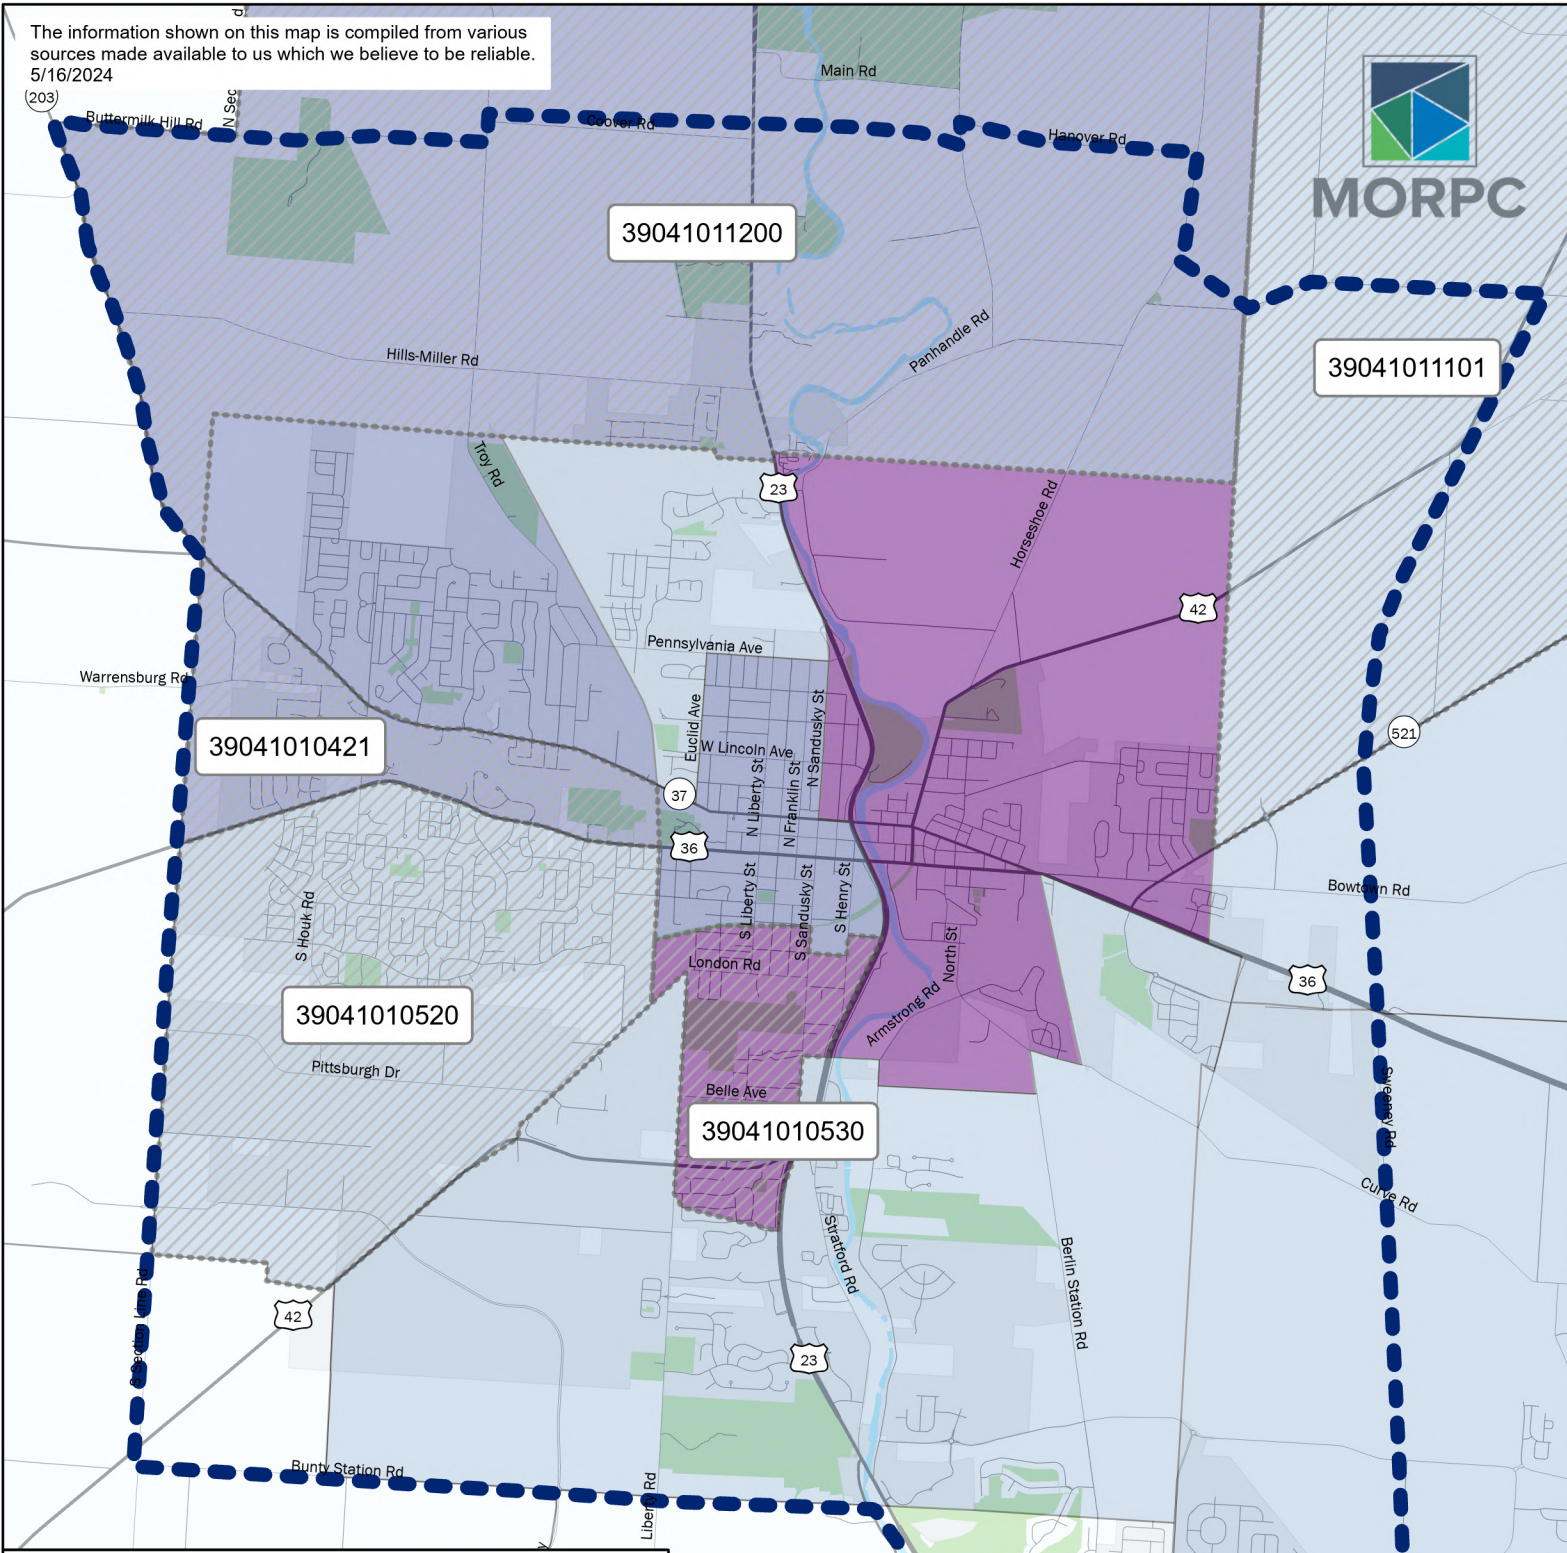 The information shown on this map is compiled from various
sources made available to us which we believe to be reliable.
5/16/2024
203
N Sec
d
Main Rd
Buttermilk Hill Rd
Coover Rd
Hanover Rd
MORPC
39041011200
Panhandle Rd
Hills-Miller Rd
39041011101
Troy Rd
23
Horseshoe Rd
42
Pennsylvania Ave
Warrensburg Rd
Euclid Ave
N Sandusky St
39041010421
W Lincoln Ave
521
37
N Liberty St
N Franklin St
36
Bowtown Rd
S Houk Rd
S Liberty St
S Sandusky St
S Henry St
North St
London Rd
36
39041010520
Armstrong Rd
Pittsburgh Dr
Belle Ave
Sweeney Rd
39041010530
Curve Rd
Stratford Rd
Berlin Station Rd
S Section Line Rd
42
23
Bunty Station Rd
Liberty Rd
y